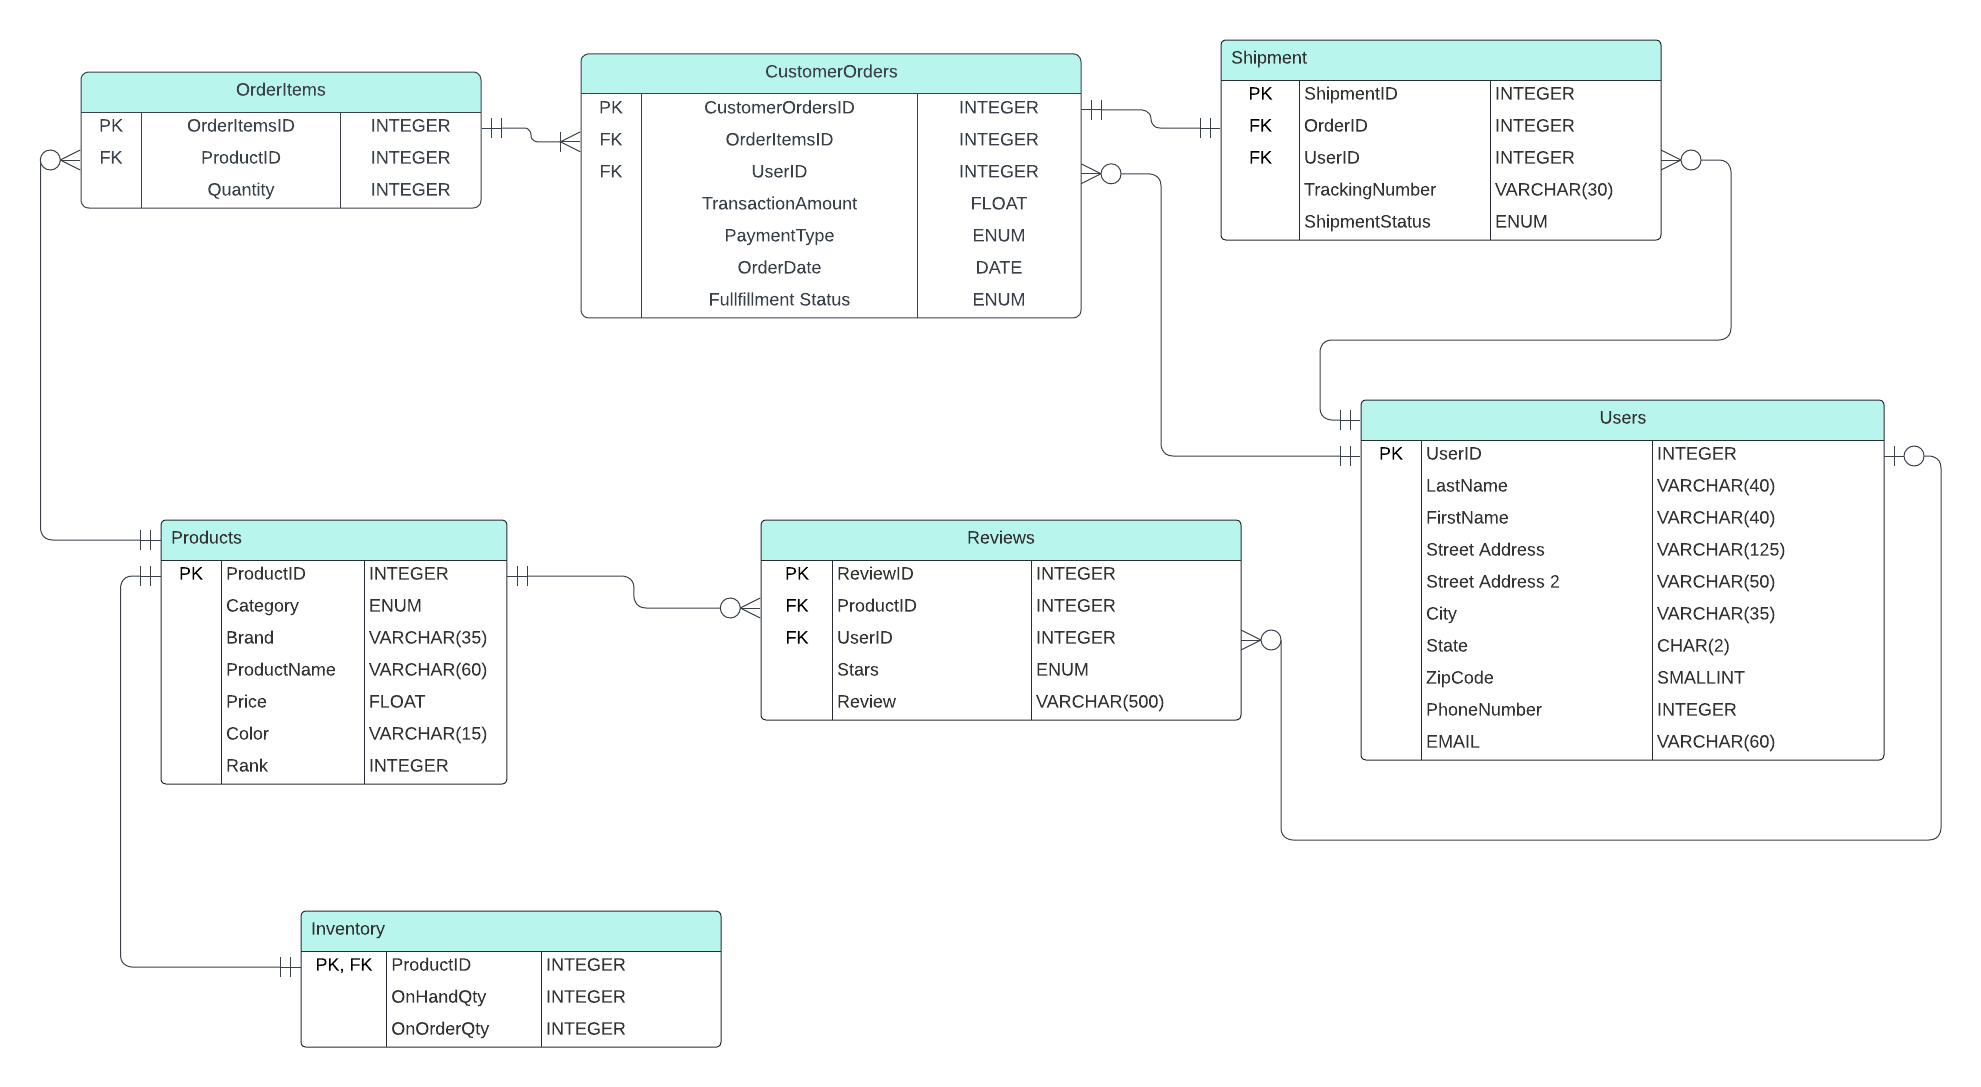 OrderItems
PK OrderItemsID INTEGER
FK ProductID INTEGER
Quantity INTEGER
CustomerOrders
PK CustomerOrdersID INTEGER
FK OrderItemsID INTEGER
FK UserID INTEGER
TransactionAmount FLOAT
PaymentType ENUM
OrderDate DATE
Fullfillment Status ENUM
Shipment
PK ShipmentID INTEGER
FK OrderID INTEGER
FK UserID INTEGER
TrackingNumber VARCHAR(30)
ShipmentStatus ENUM
Users
PK UserID INTEGER
LastName VARCHAR(40)
FirstName VARCHAR(40)
Street Address VARCHAR(125)
Street Address 2 VARCHAR(50)
City VARCHAR(35)
State CHAR(2)
ZipCode SMALLINT
PhoneNumber INTEGER
EMAIL VARCHAR(60)
Products
PK ProductID INTEGER
Category ENUM
Brand VARCHAR(35)
ProductName VARCHAR(60)
Price FLOAT
Color VARCHAR(15)
Rank INTEGER
Reviews
PK ReviewID INTEGER
FK ProductID INTEGER
FK UserID INTEGER
Stars ENUM
Review VARCHAR(500)
Inventory
PK, FK ProductID INTEGER
OnHandQty INTEGER
OnOrderQty INTEGER